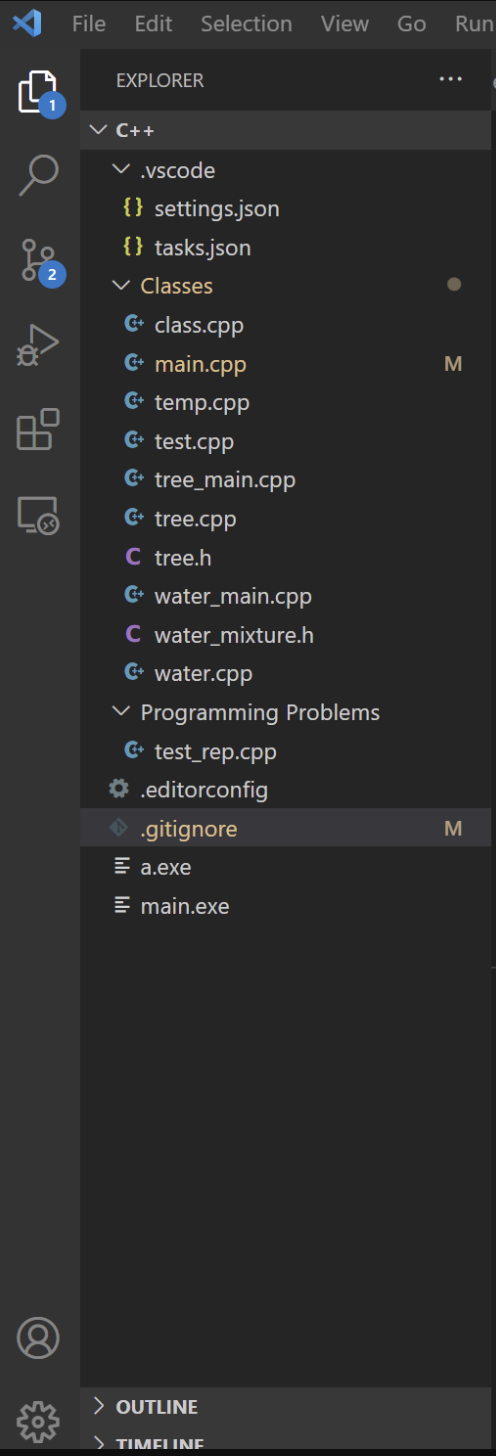 File Edit Selection View Go Run
EXPLORER ...
1
C++
.vscode
{} settings.json
2
{} tasks.json
Classes
C++ class.cpp
C++ main.cpp M
C++ temp.cpp
C++ test.cpp
C++ tree_main.cpp
C++ tree.cpp
C tree.h
C++ water_main.cpp
C water_mixture.h
C++ water.cpp
Programming Problems
C++ test_rep.cpp
.editorconfig
.gitignore M
a.exe
main.exe
OUTLINE
TIMELINE